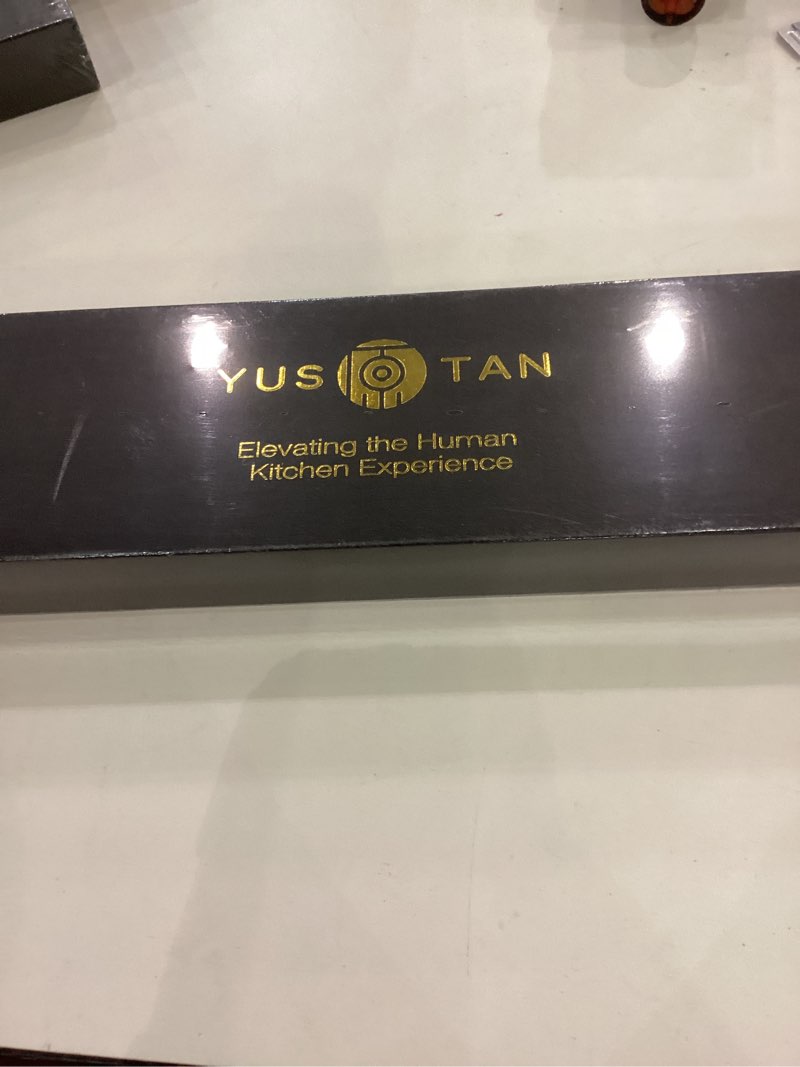 YUS TAN
Elevating the Human
Kitchen Experience